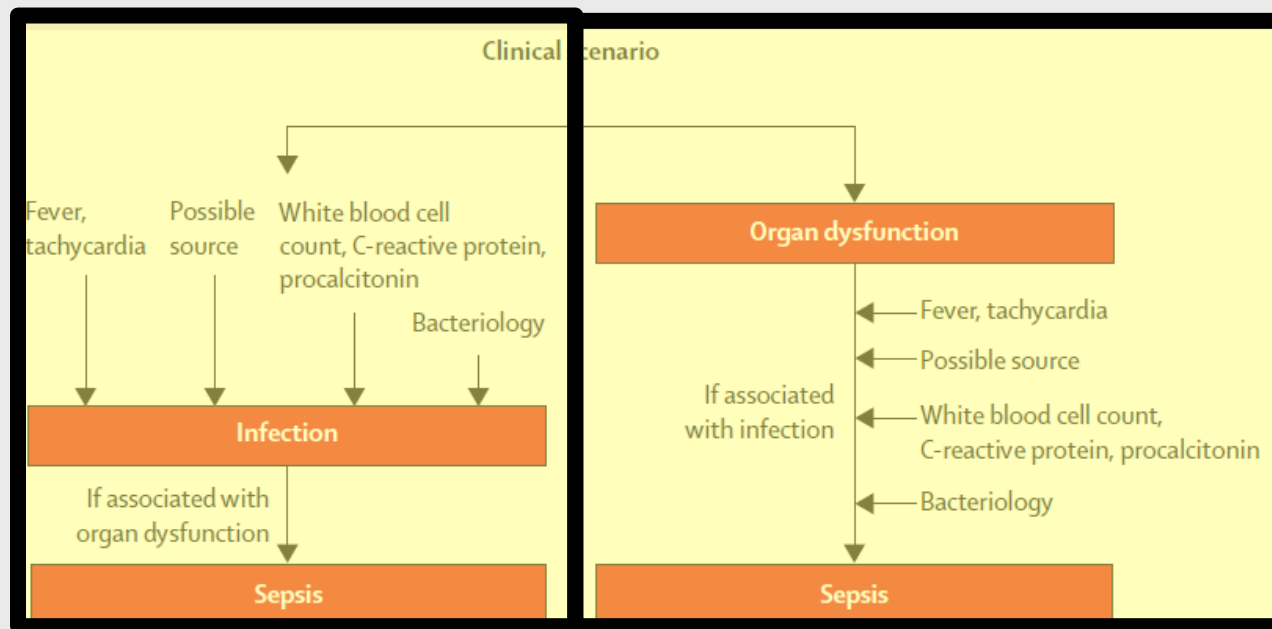 Clinical cenario
Fever,
tachycardia
Possible
source
White blood cell
count, C-reactive protein,
procalcitonin
Bacteriology
Infection
If associated with
organ dysfunction
Sepsis
Organ dysfunction
Fever, tachycardia
Possible source
If associated
with infection
White blood cell count,
C-reactive protein, procalcitonin
Bacteriology
Sepsis